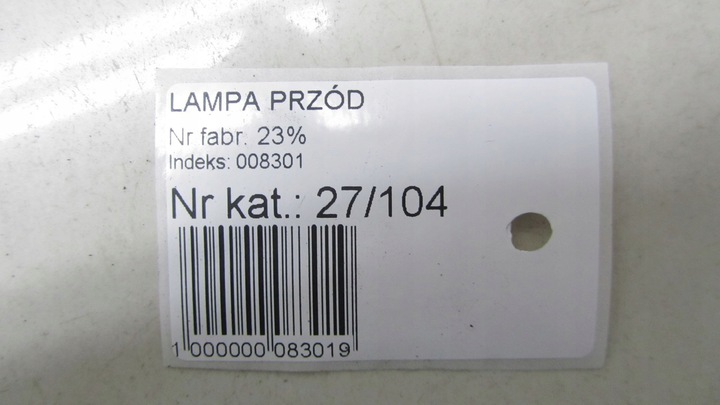 LAMPA PRZÓD
Nr fabr. 23%
Indeks: 008301
Nr kat.: 27/104
1 000000 083019